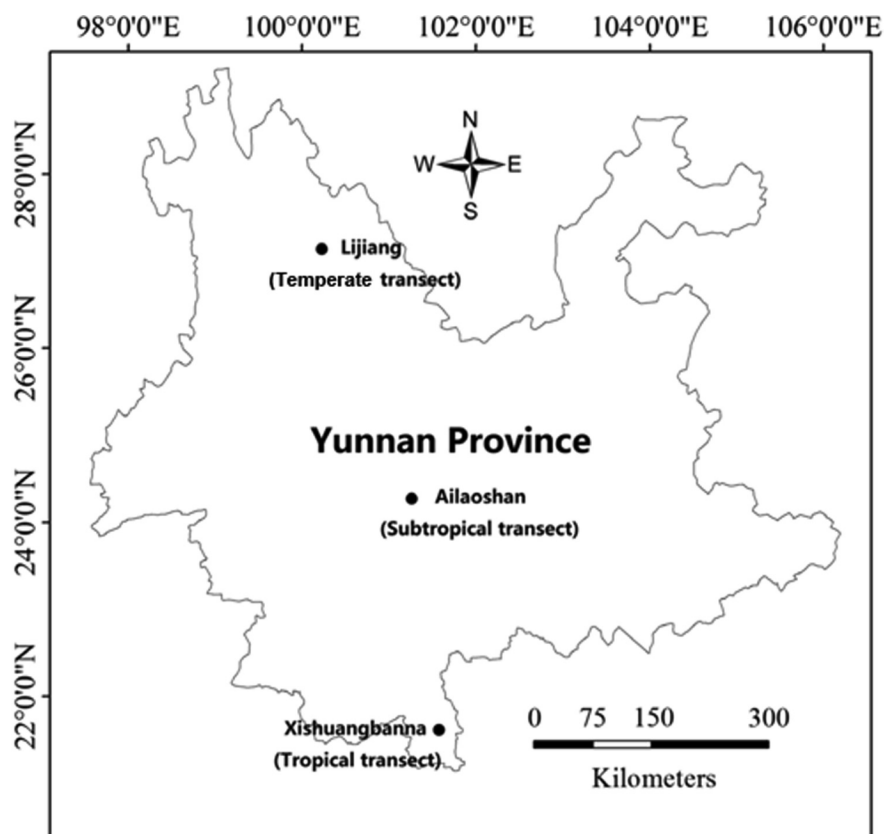 98°0'0"E 100°0'0"E 102°0'0"E 104°0'0"E 106°0'0"E
28°0'0"N
26°0'0"N
24°0'0"N
22°0'0"N
N
W E
S
Lijiang
(Temperate transect)
Yunnan Province
Ailaoshan
(Subtropical transect)
Xishuangbanna
(Tropical transect)
0 75 150 300
Kilometers